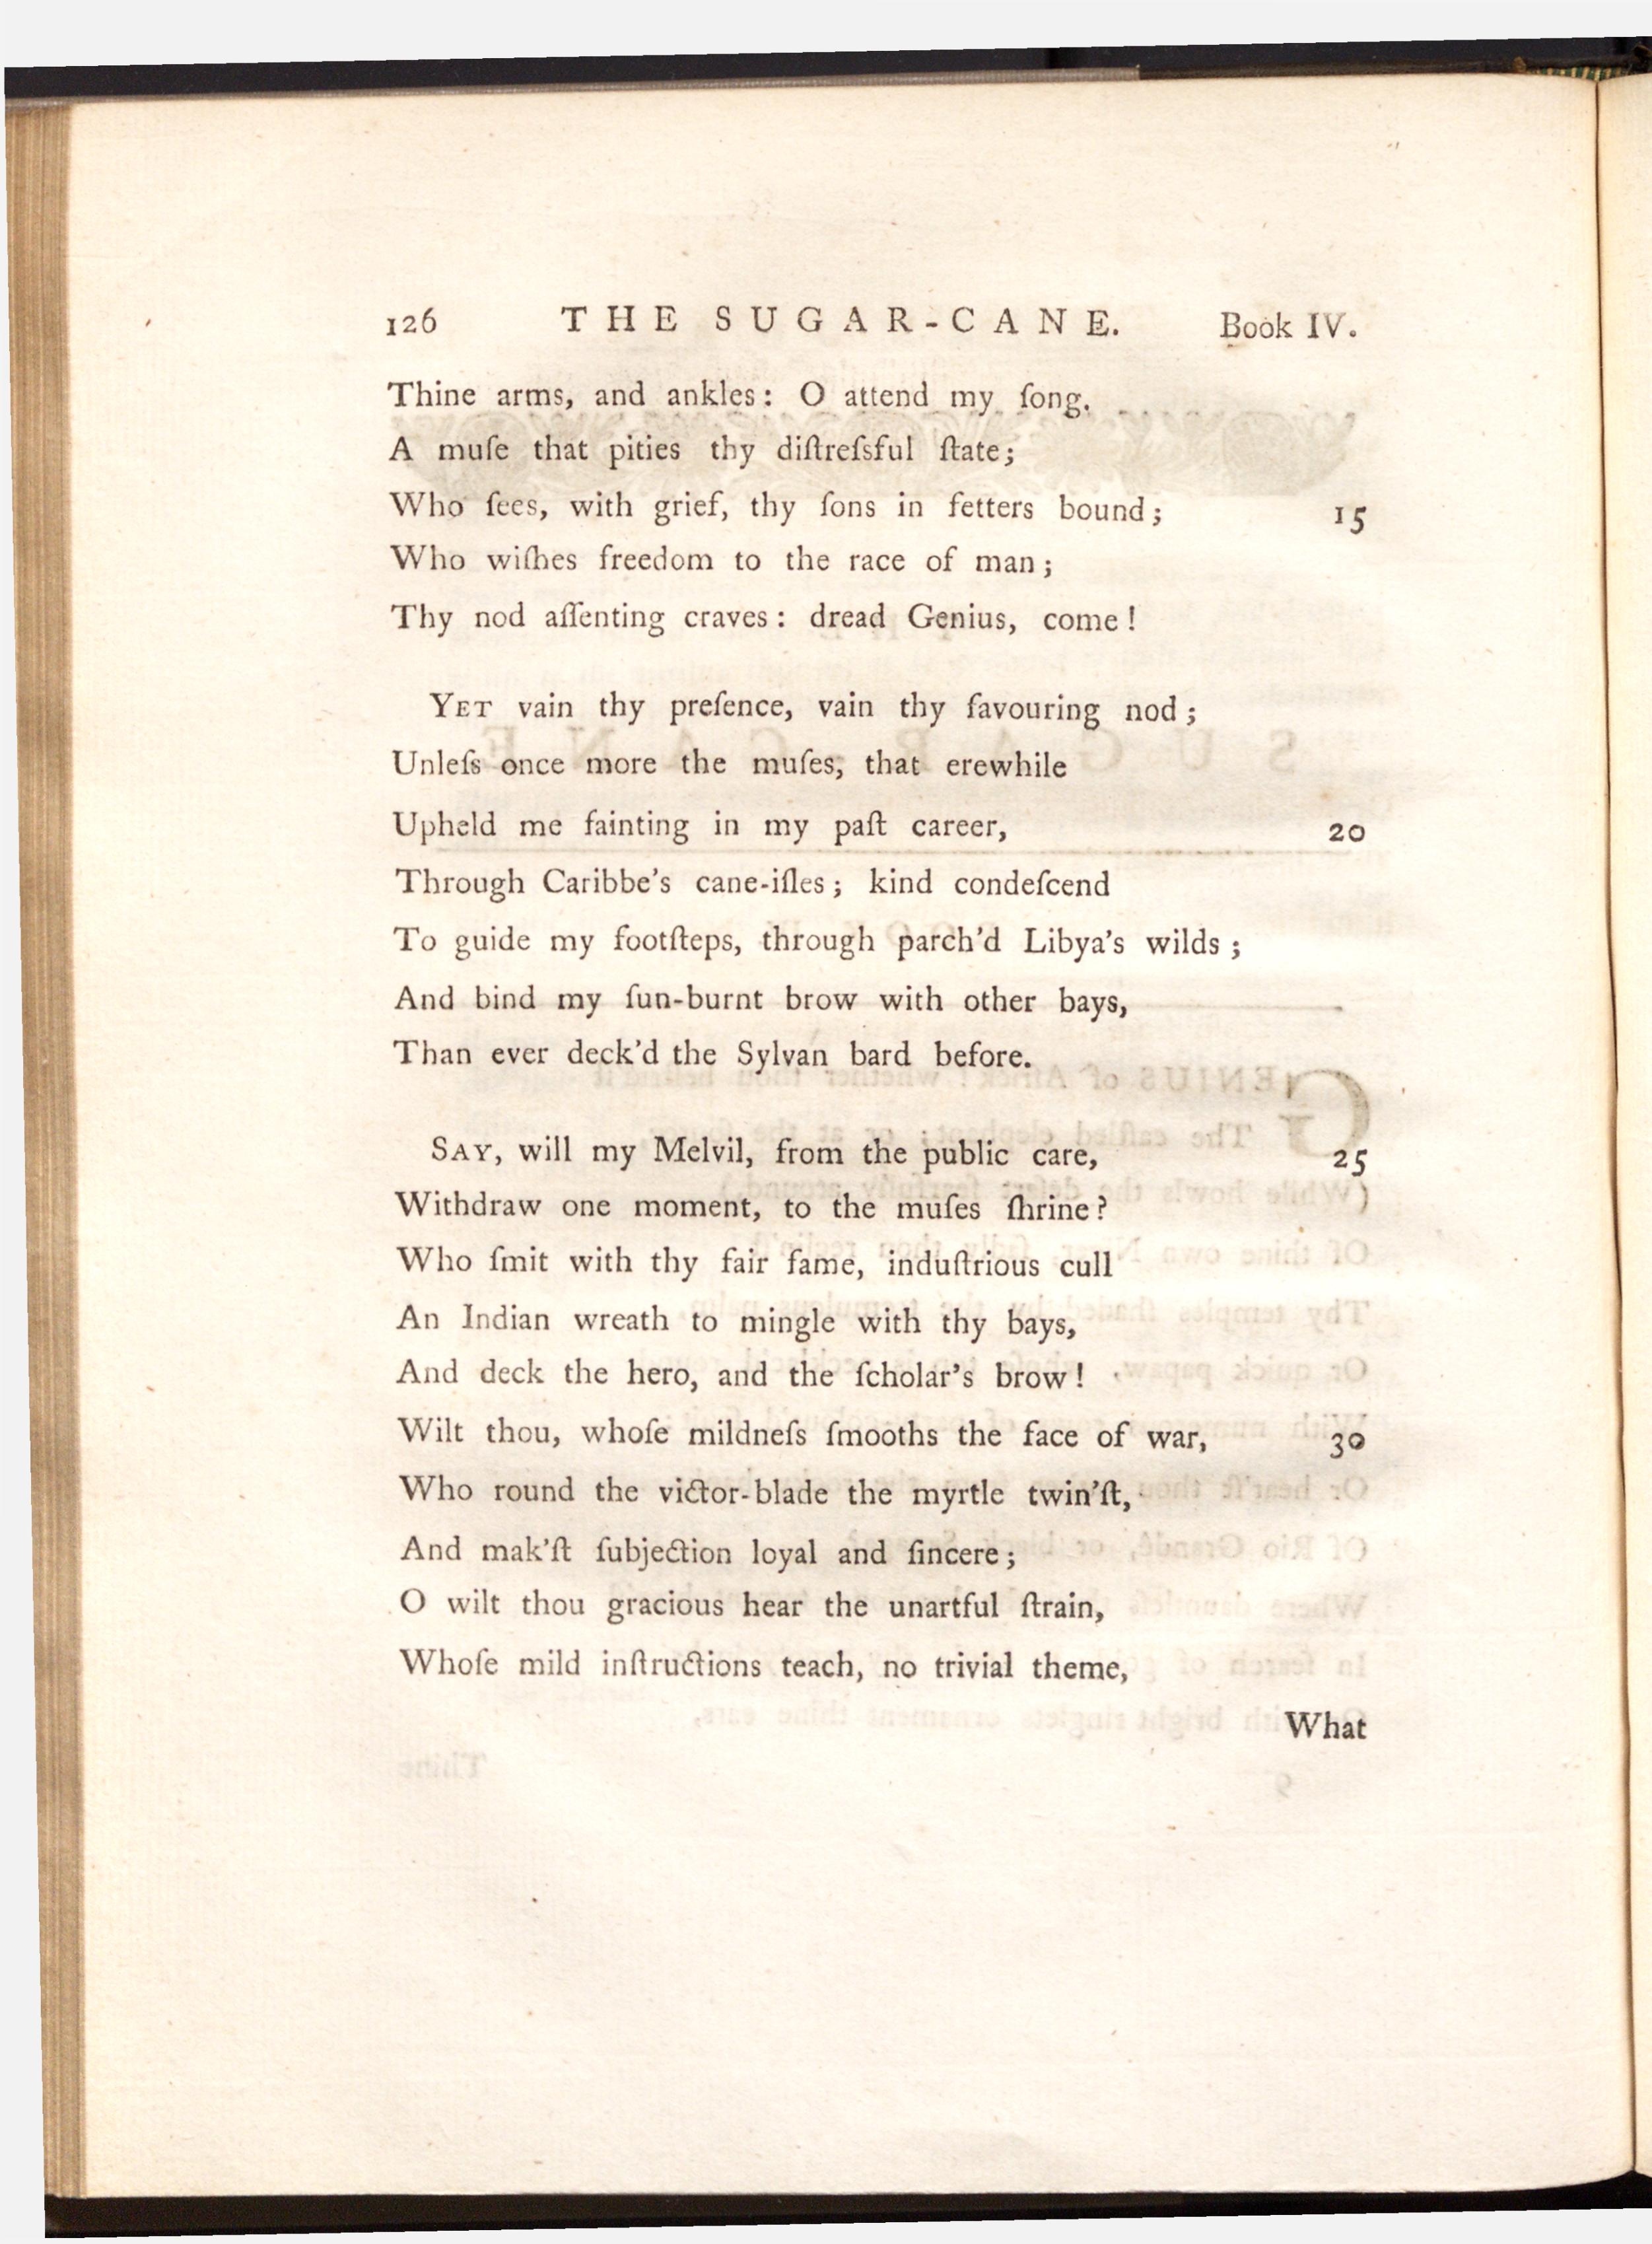 126 THE SUGAR-CANE. Book IV.
Thine arms, and ankles: O attend my ſong.
A muſe that pities thy diſtreſsful ſtate;
Who ſees, with grief, thy ſons in fetters bound; 15
Who wiſhes freedom to the race of man;
Thy nod aſſenting craves: dread Genius, come!
YET vain thy preſence, vain thy favouring nod;
Unleſs once more the muſes, that erewhile
Upheld me fainting in my paſt career, 20
Through Caribbe's cane-iſles; kind condeſcend
To guide my footſteps, through parch'd Libya's wilds;
And bind my ſun-burnt brow with other bays,
Than ever deck'd the Sylvan bard before.
SAY, will my Melvil, from the public care, 25
Withdraw one moment, to the muſes ſhrine?
Who ſmit with thy fair fame, induſtrious cull
An Indian wreath to mingle with thy bays,
And deck the hero, and the ſcholar's brow!
Wilt thou, whoſe mildneſs ſmooths the face of war, 30
Who round the victor-blade the myrtle twin'ſt,
And mak'ſt ſubjection loyal and ſincere;
O wilt thou gracious hear the unartful ſtrain,
Whoſe mild inſtructions teach, no trivial theme,
What